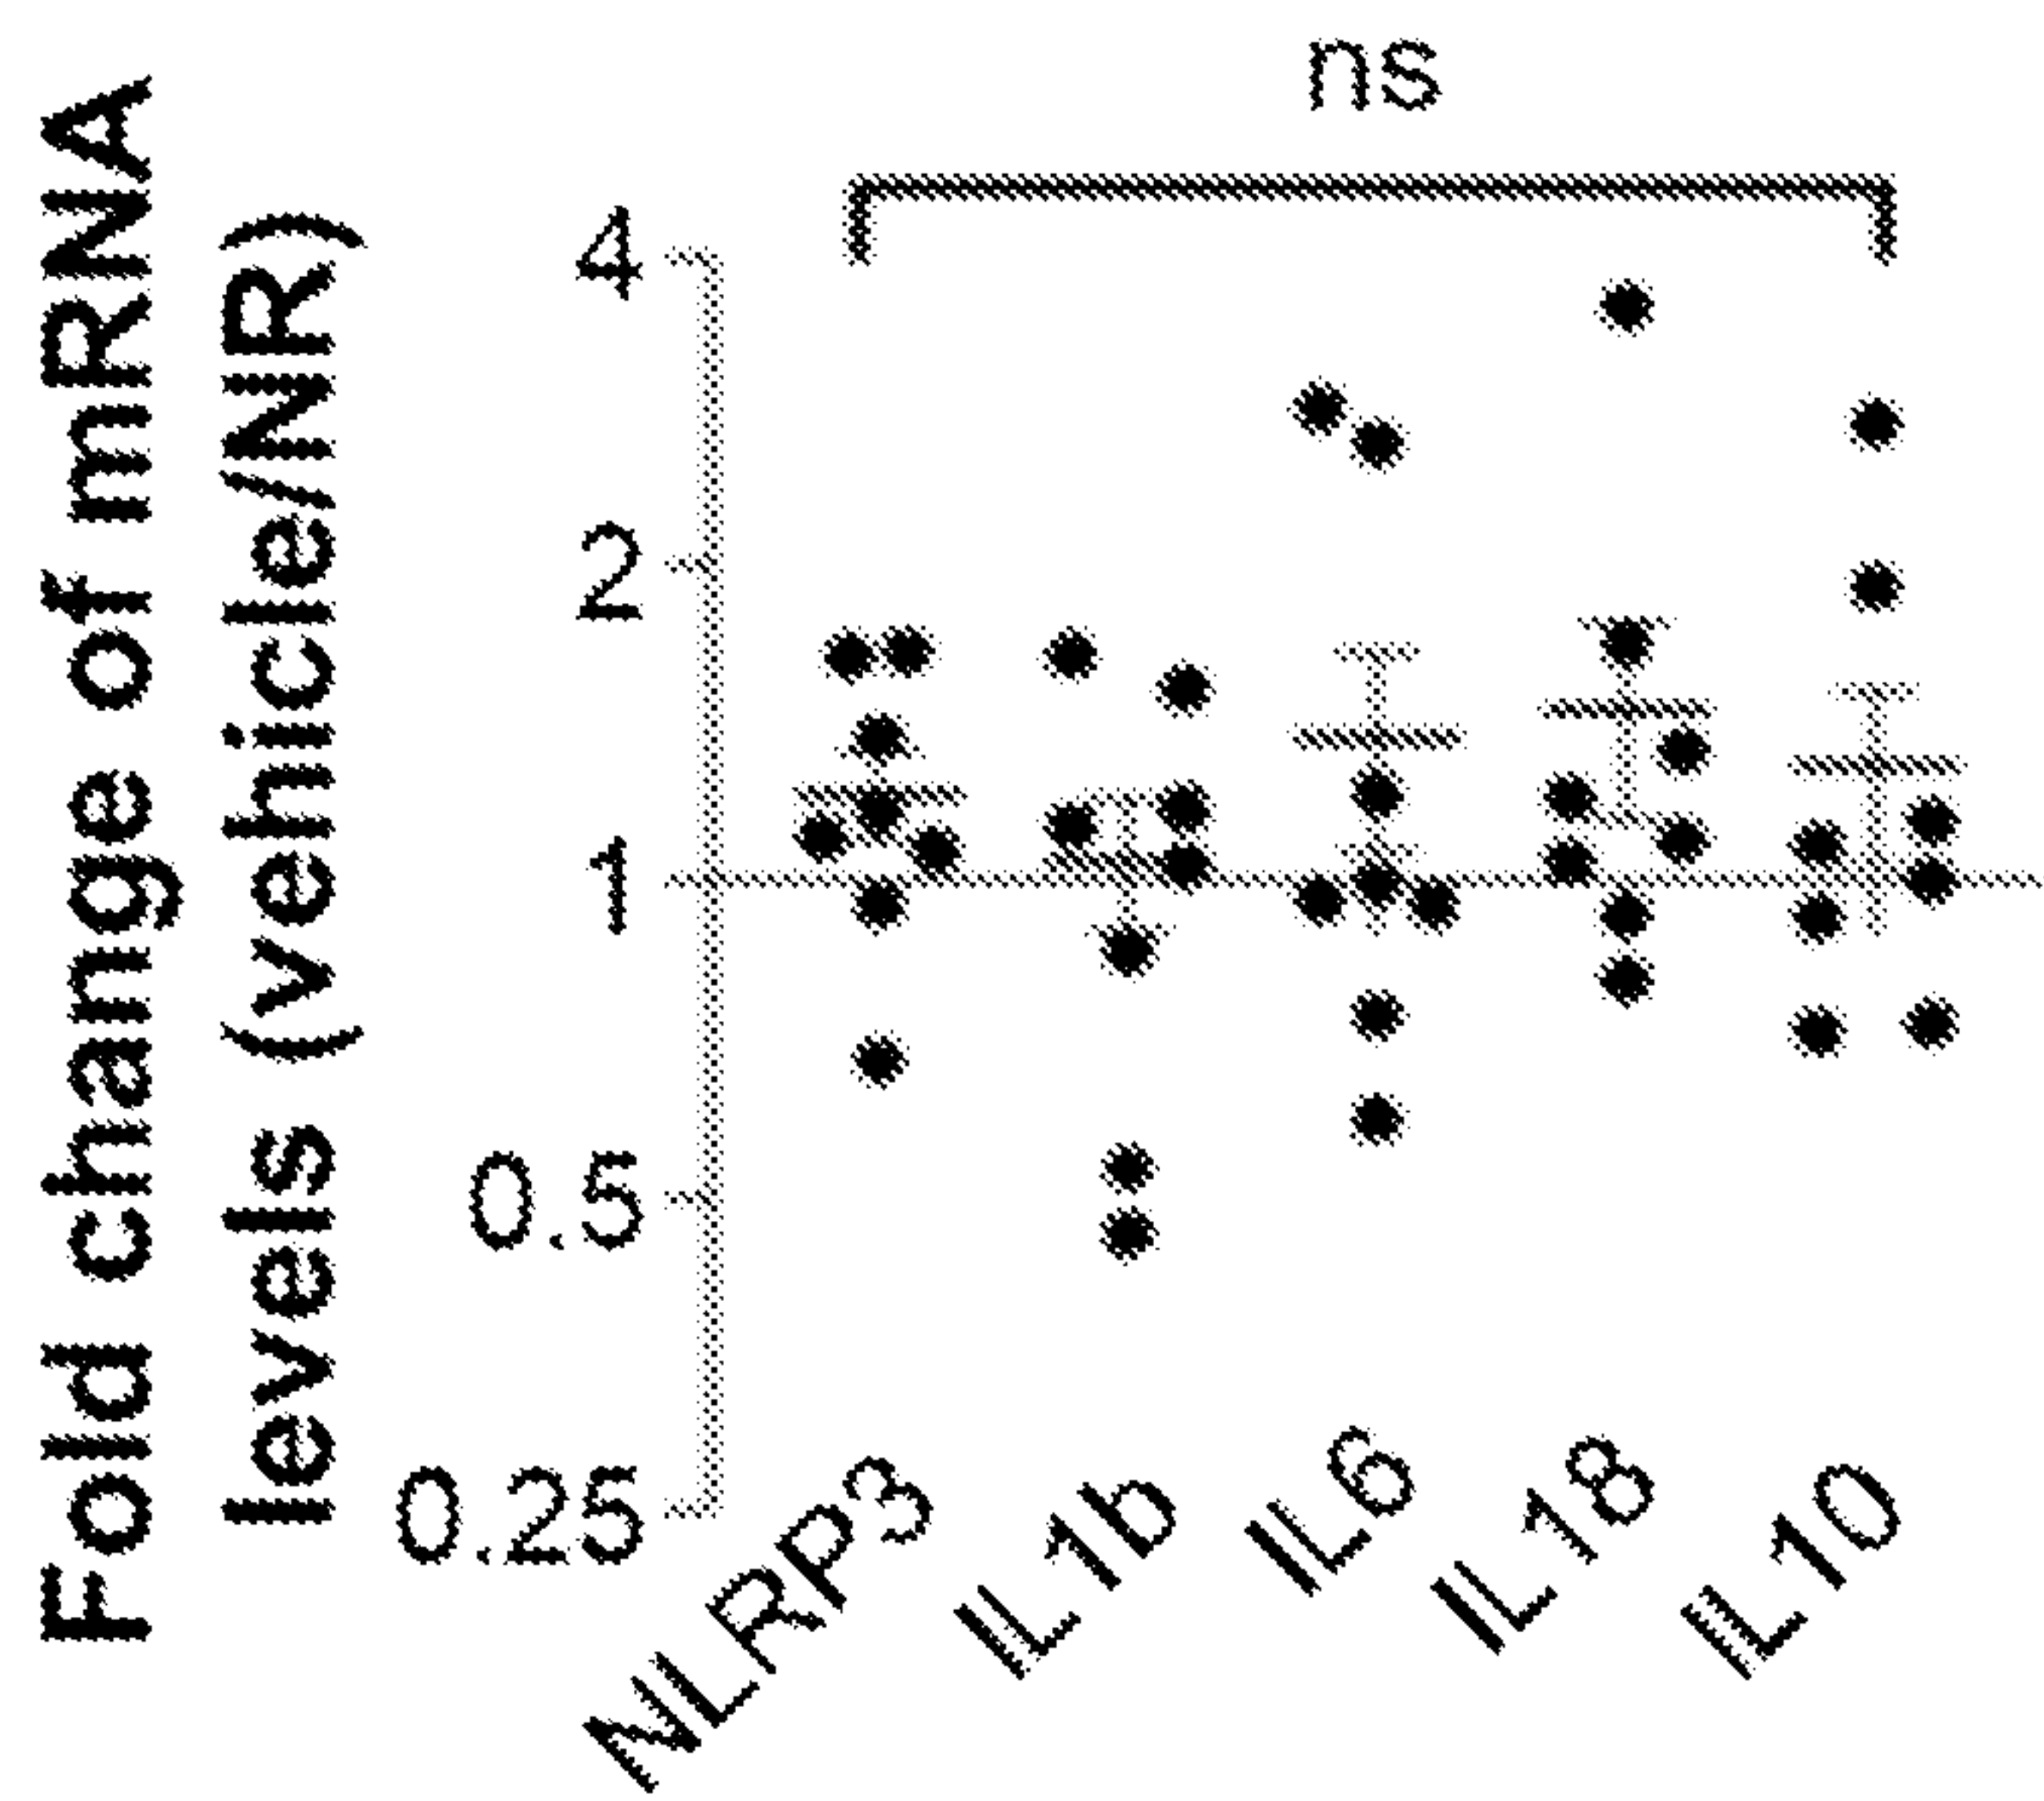 Fold change of mRNA
levels (vehicle/NR)
ns
4
2
1
0.5
0.25
NLRP3
IL1b
IL6
IL18
IL10